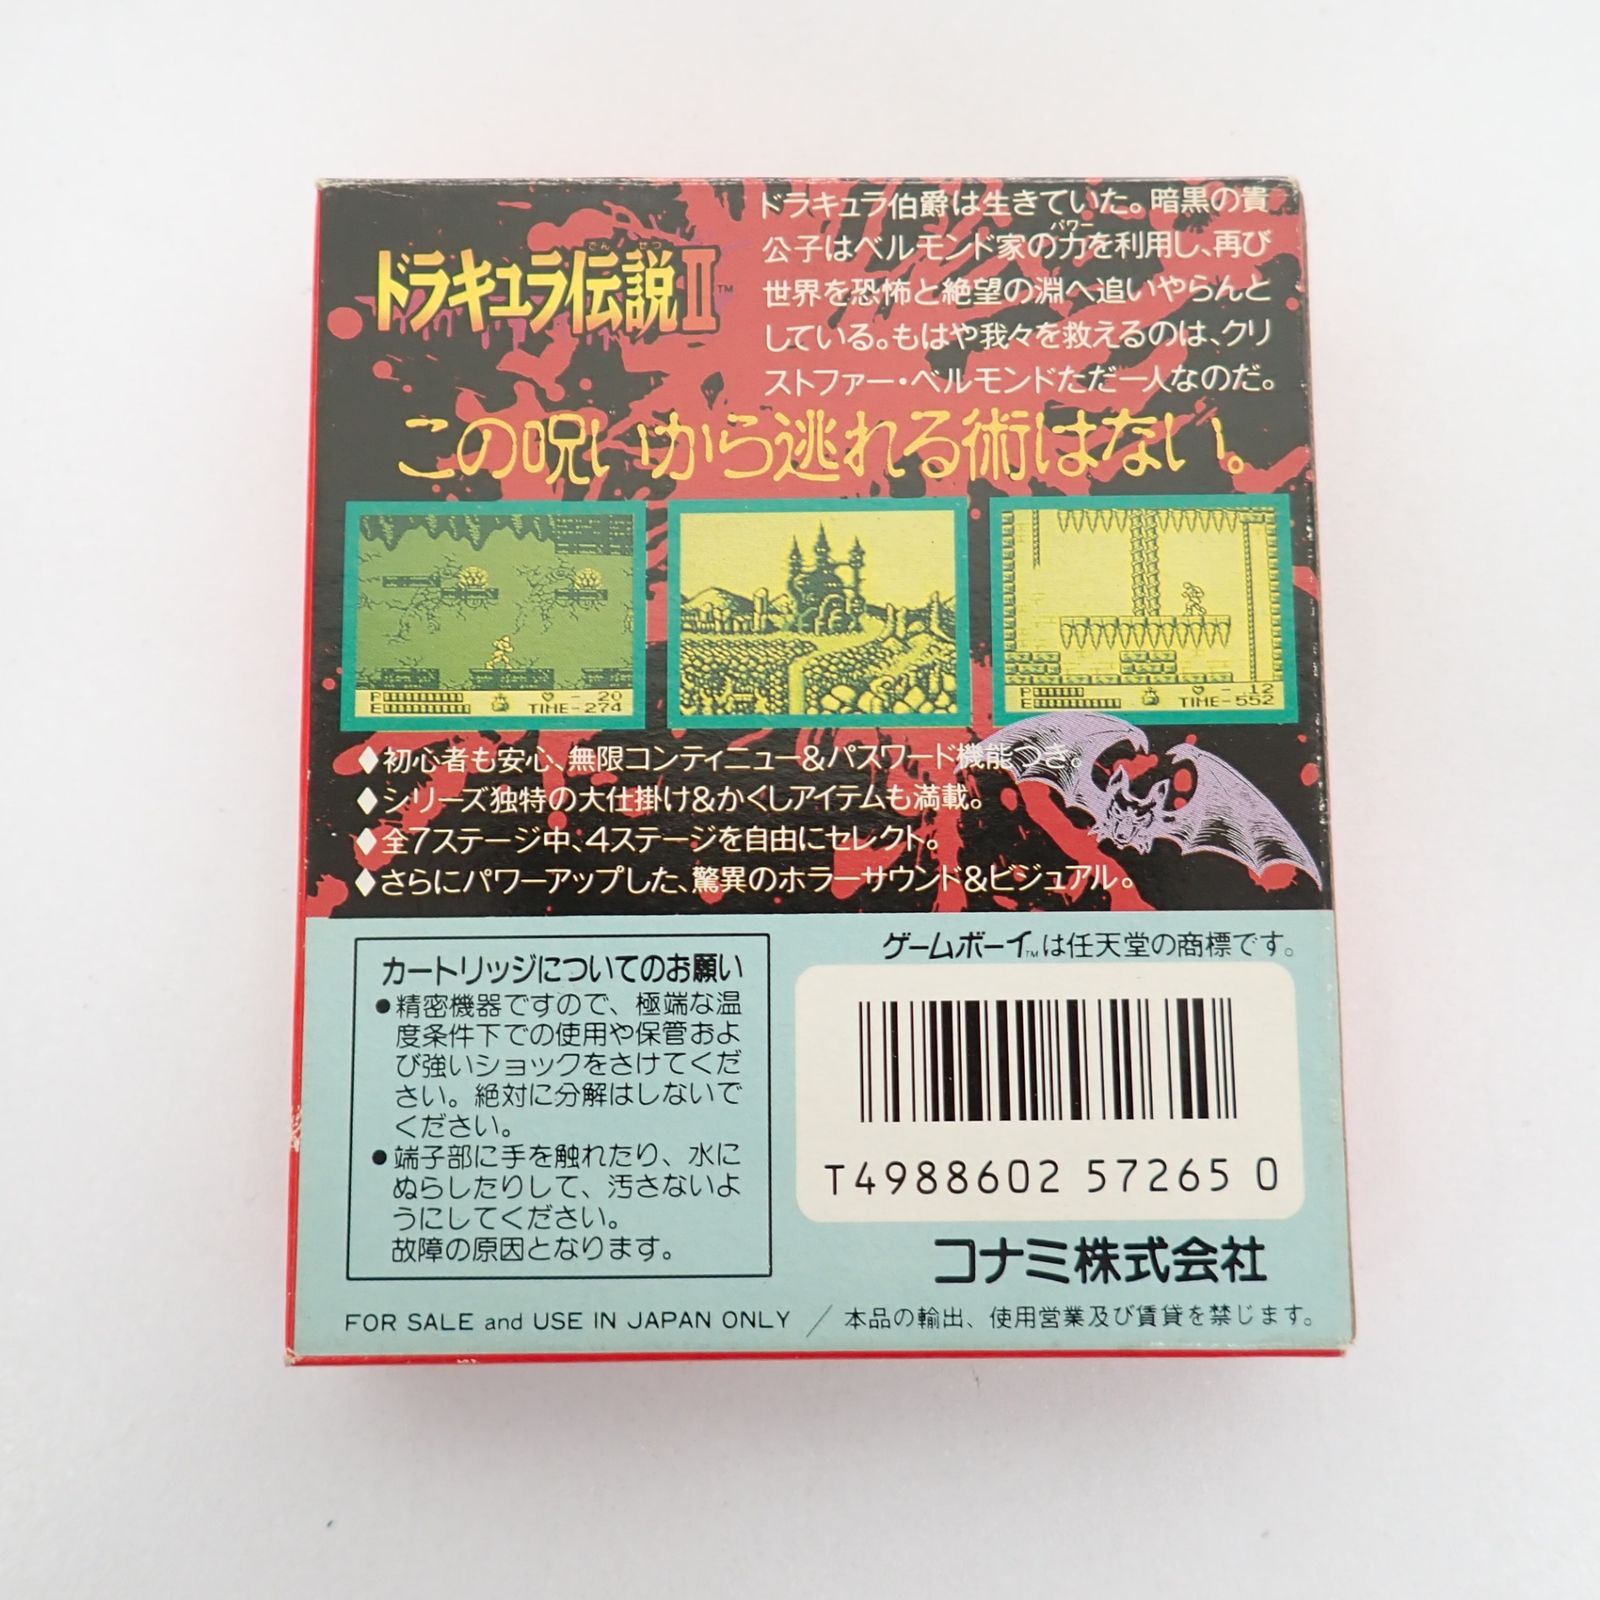 でんせつ
ドラキュラ伝説II™
ドラキュラ伯爵は生きていた。暗黒の貴
公子はベルモンド家の力を利用し、再び
パワー
世界を恐怖と絶望の淵へ追いやらんと
している。もはや我々を救えるのは、クリ
ストファー・ベルモンドただ一人なのだ。
この呪いから逃れる術はない。
P
♡- 20
E
TIME-274
P
♡- 12
E
TIME-552
◆初心者も安心、無限コンティニュー&パスワード機能つき。
◆シリーズ独特の大仕掛け&かくしアイテムも満載。
◆全7ステージ中、4ステージを自由にセレクト。
◆さらにパワーアップした、驚異のホラーサウンド&ビジュアル。
カートリッジについてのお願い
●精密機器ですので、極端な温
度条件下での使用や保管およ
び強いショックをさけてくだ
さい。絶対に分解はしないで
ください。
●端子部に手を触れたり、水に
ぬらしたりして、汚さないよ
うにしてください。
故障の原因となります。
ゲームボーイ™は任天堂の商標です。
T4988602 57265 0
コナミ株式会社
FOR SALE and USE IN JAPAN ONLY / 本品の輸出、使用営業及び賃貸を禁じます。